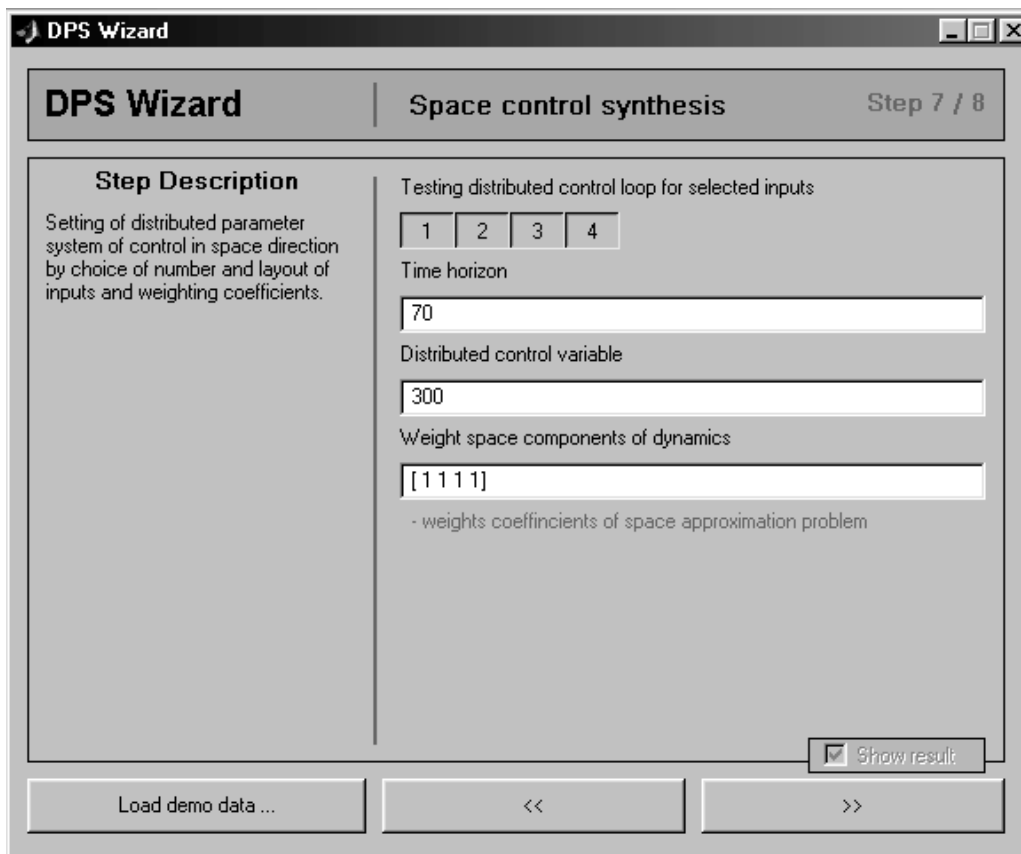 DPS Wizard
DPS Wizard
Space control synthesis
Step 7 / 8
Step Description
Setting of distributed parameter
system of control in space direction
by choice of number and layout of
inputs and weighting coefficients.
Testing distributed control loop for selected inputs
1 2 3 4
Time horizon
70
Distributed control variable
300
Weight space components of dynamics
[ 1 1 1 1]
- weights coeffincients of space approximation problem
Show result
Load demo data ...
<<
>>